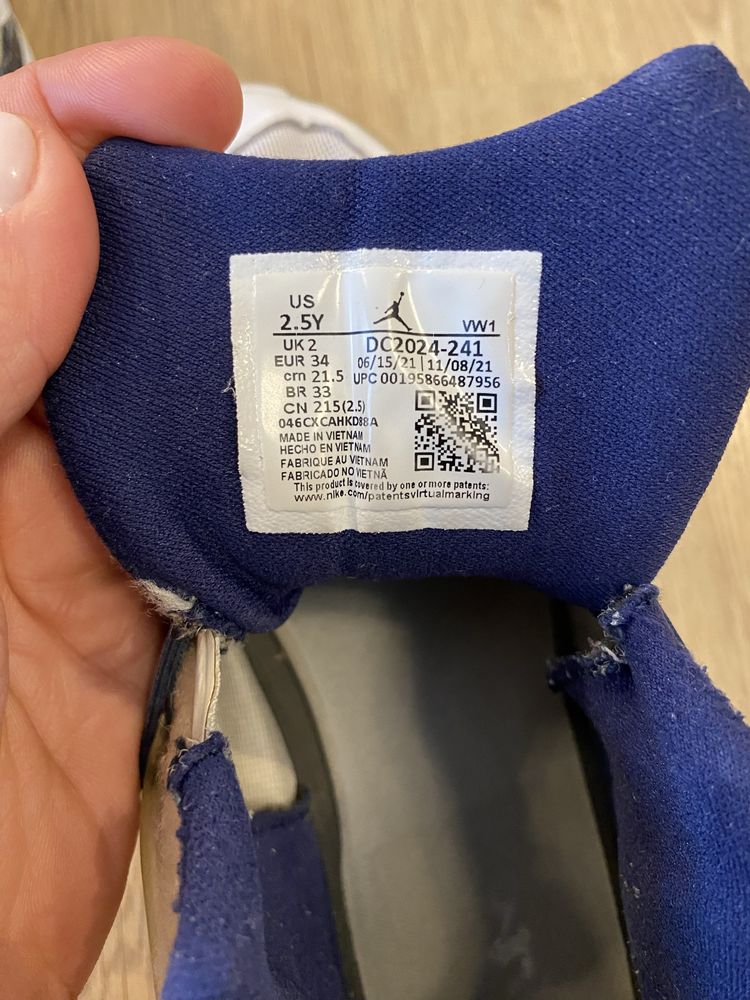 US
2.5Y VW1
UK 2 DC2024-241
EUR 34 06/15/21 | 11/08/21
cm 21.5 UPC 00195866487956
BR 33
CN 215(2.5)
046CXCAHKD88A
MADE IN VIETNAM
HECHO EN VIETNAM
FABRIQUE AU VIETNAM
FABRICADO NO VIETNÃ
This product is covered by one or more patents:
www.nike.com/patentsvirtualmarking